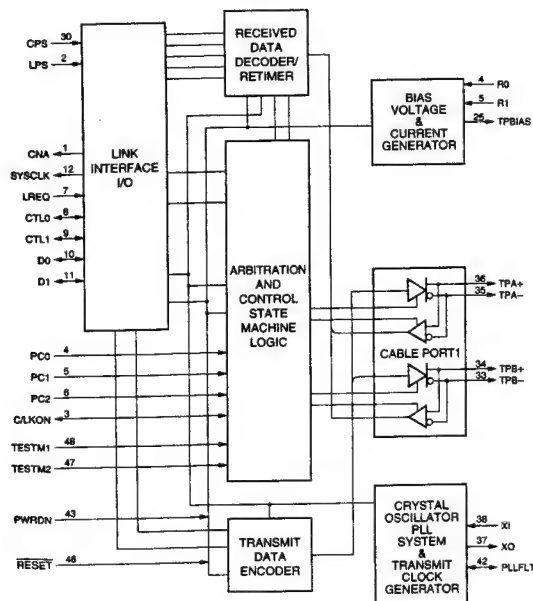 CPS 30
LPS 2
CNA 1
SYSCLK 12
LREQ 7
CTL0 8
CTL1 9
D0 10
D1 11
LINK
INTERFACE
I/O
RECEIVED
DATA
DECODER/
RETIMER
BIAS
VOLTAGE
&
CURRENT
GENERATOR
4 R0
5 R1
25 TPBIAS
PC0 4
PC1 5
PC2 6
C/LKON 3
TESTM1 48
TESTM2 47
PWRDN 43
RESET 46
ARBITRATION
AND
CONTROL
STATE
MACHINE
LOGIC
CABLE PORT1
36 TPA+
35 TPA–
34 TPB+
33 TPB–
TRANSMIT
DATA
ENCODER
CRYSTAL
OSCILLATOR
PLL
SYSTEM
&
TRANSMIT
CLOCK
GENERATOR
38 XI
37 XO
42 PLLFLT